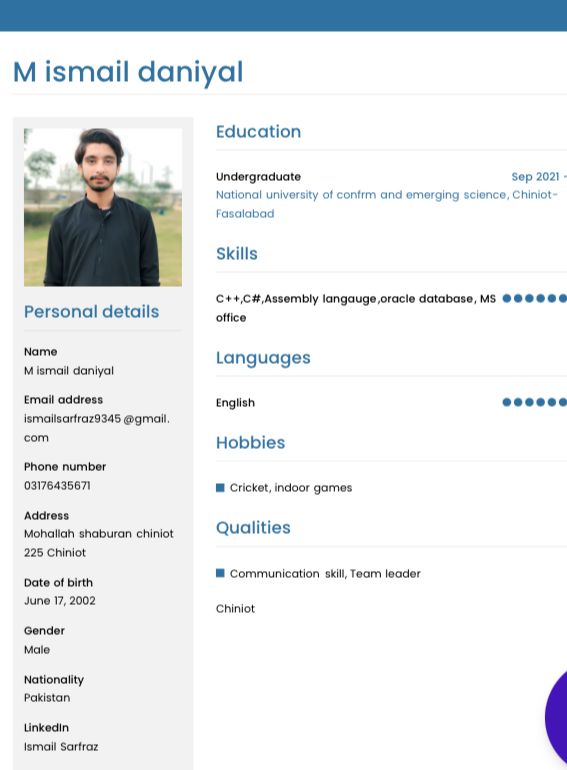 M ismail daniyal
Personal details
Name
M ismail daniyal
Email address
ismailsarfraz9345@gmail.
com
Phone number
03176435671
Address
Mohallah shaburan chiniot
225 Chiniot
Date of birth
June 17, 2002
Gender
Male
Nationality
Pakistan
LinkedIn
Ismail Sarfraz
Education
Undergraduate Sep 2021 -
National university of confrm and emerging science, Chiniot-
Fasalabad
Skills
C++,C#,Assembly langauge,oracle database, MS
office
Languages
English
Hobbies
Cricket, indoor games
Qualities
Communication skill, Team leader
Chiniot